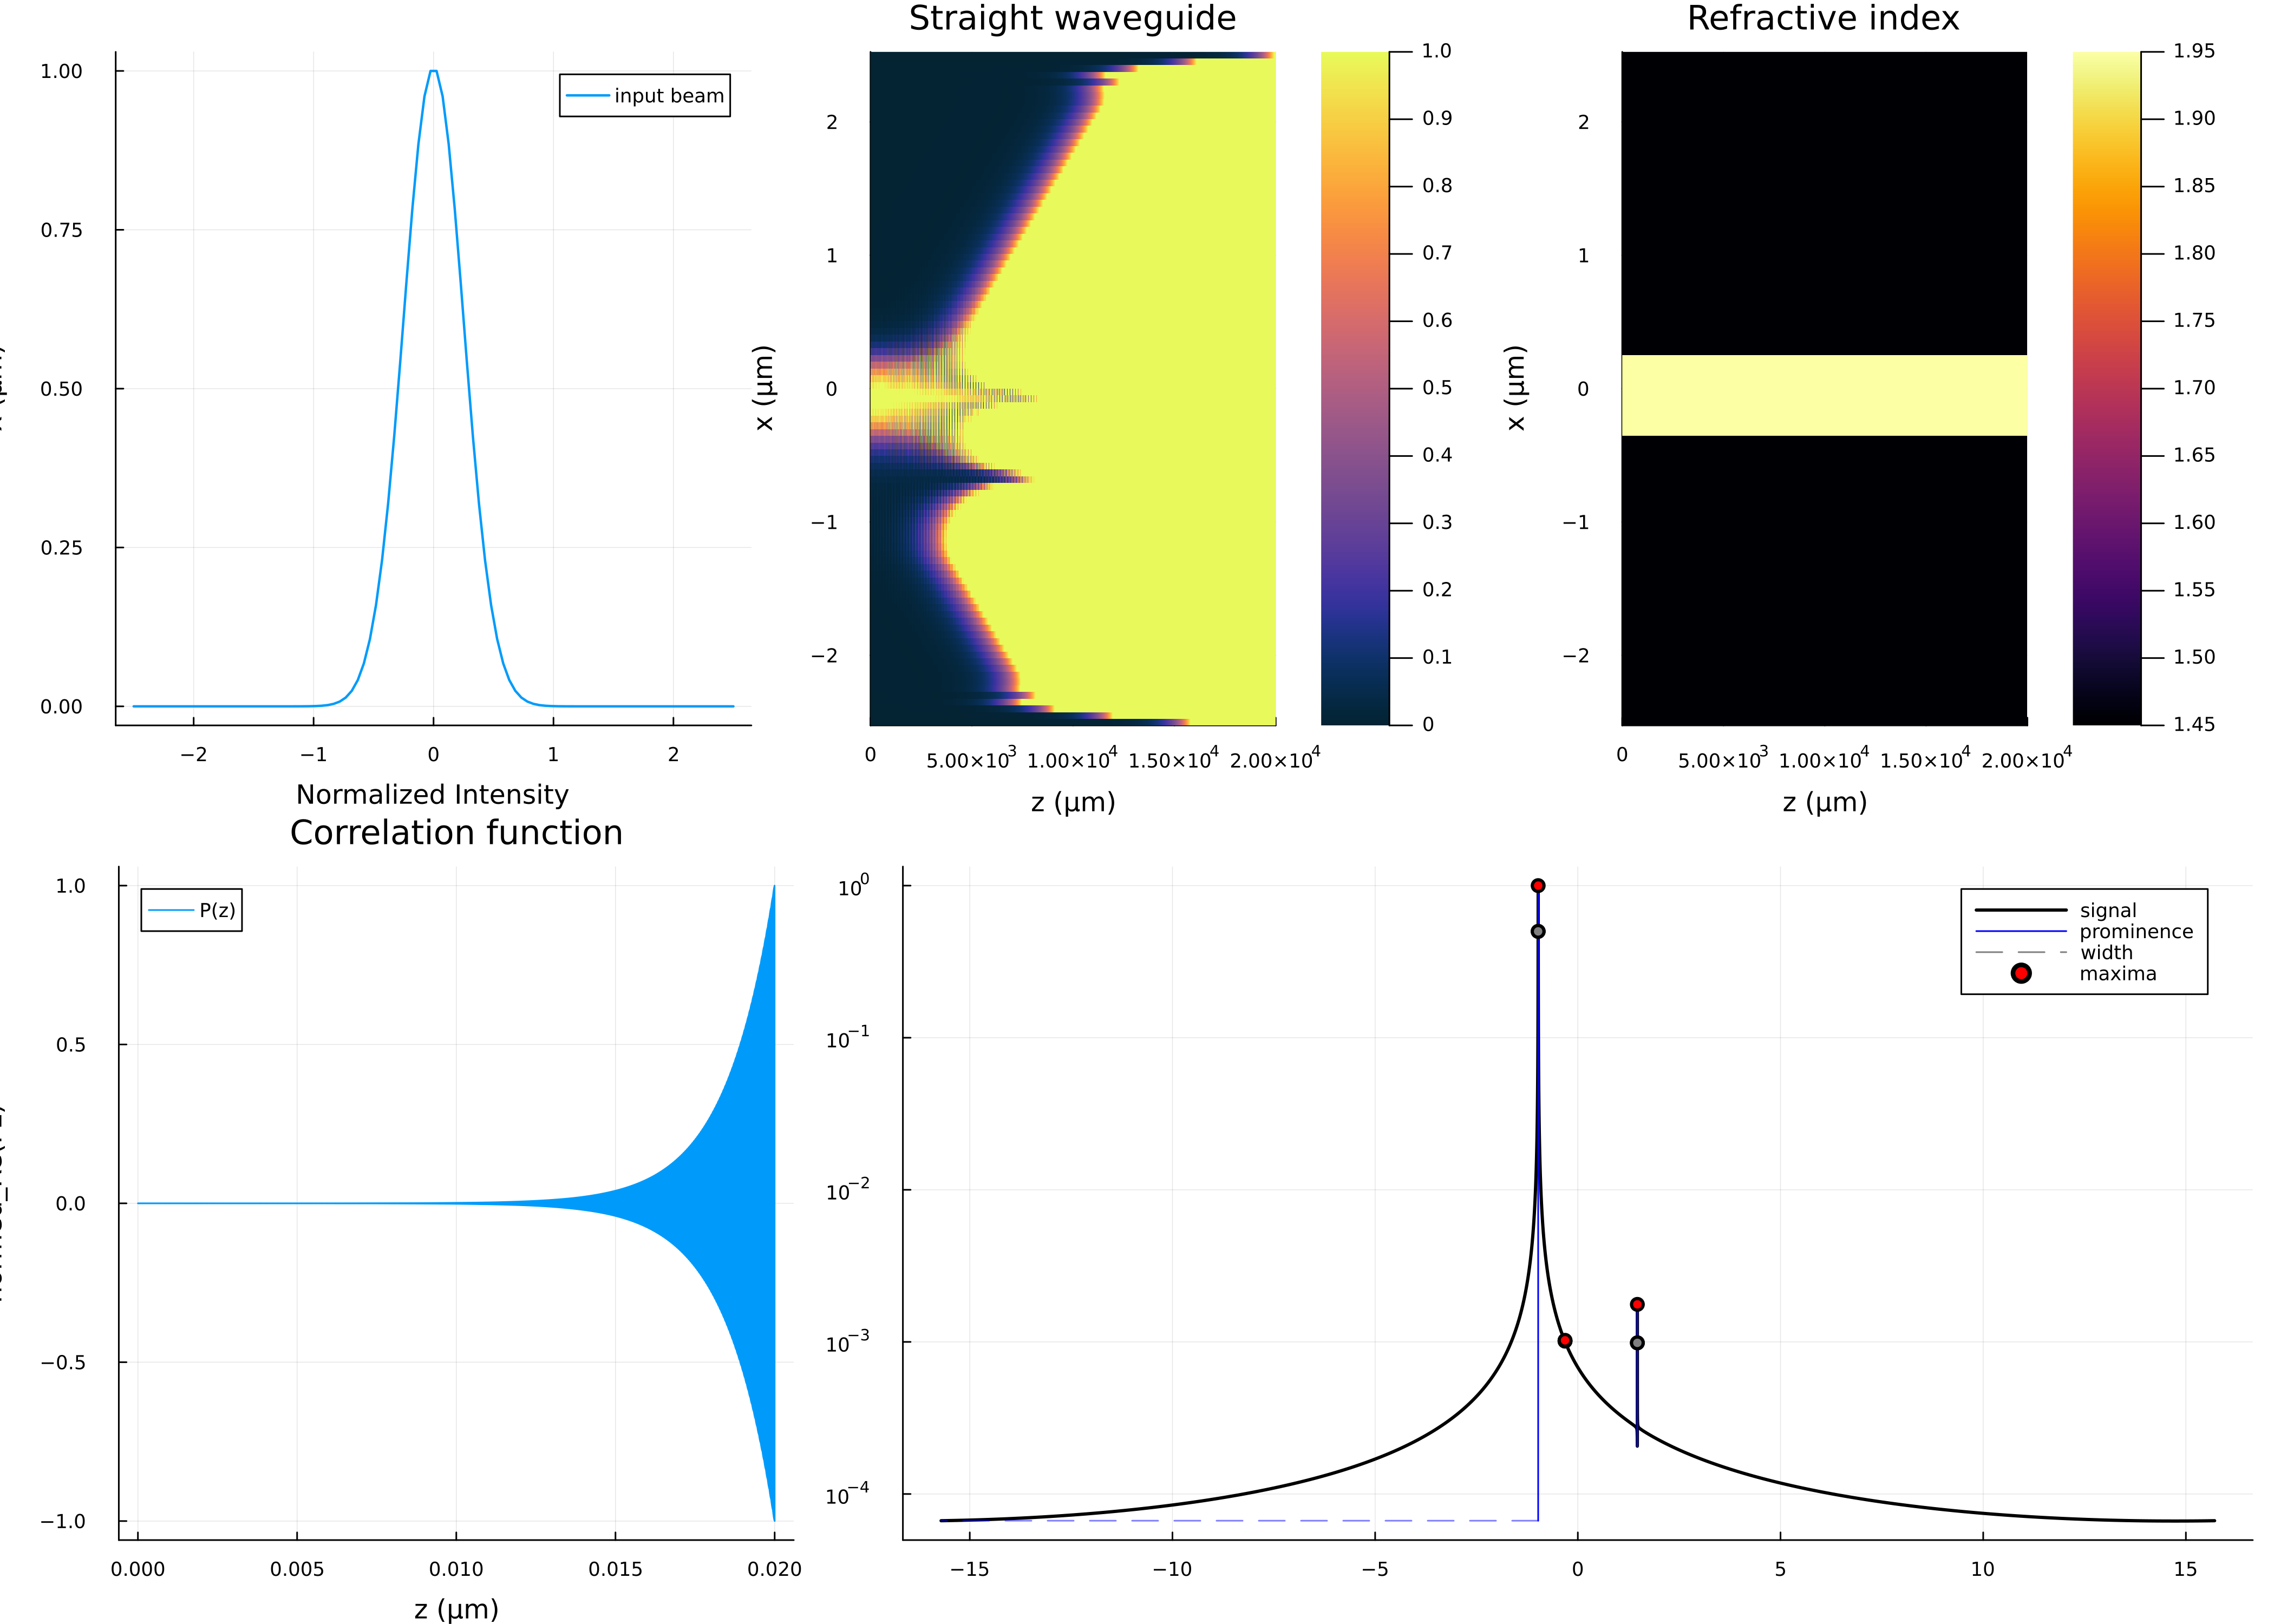 1.00
0.75
0.50
0.25
0.00
input beam
−2 −1 0 1 2
Normalized Intensity
Straight waveguide
x (μm)
2
1
0
−1
−2
0 5.00×10³ 1.00×10⁴ 1.50×10⁴ 2.00×10⁴
z (μm)
1.0
0.9
0.8
0.7
0.6
0.5
0.4
0.3
0.2
0.1
0
Refractive index
x (μm)
2
1
0
−1
−2
0 5.00×10³ 1.00×10⁴ 1.50×10⁴ 2.00×10⁴
z (μm)
1.95
1.90
1.85
1.80
1.75
1.70
1.65
1.60
1.55
1.50
1.45
Correlation function
1.0
0.5
0.0
−0.5
−1.0
P(z)
0.000 0.005 0.010 0.015 0.020
z (μm)
10⁰
10⁻¹
10⁻²
10⁻³
10⁻⁴
signal
prominence
width
maxima
−15 −10 −5 0 5 10 15